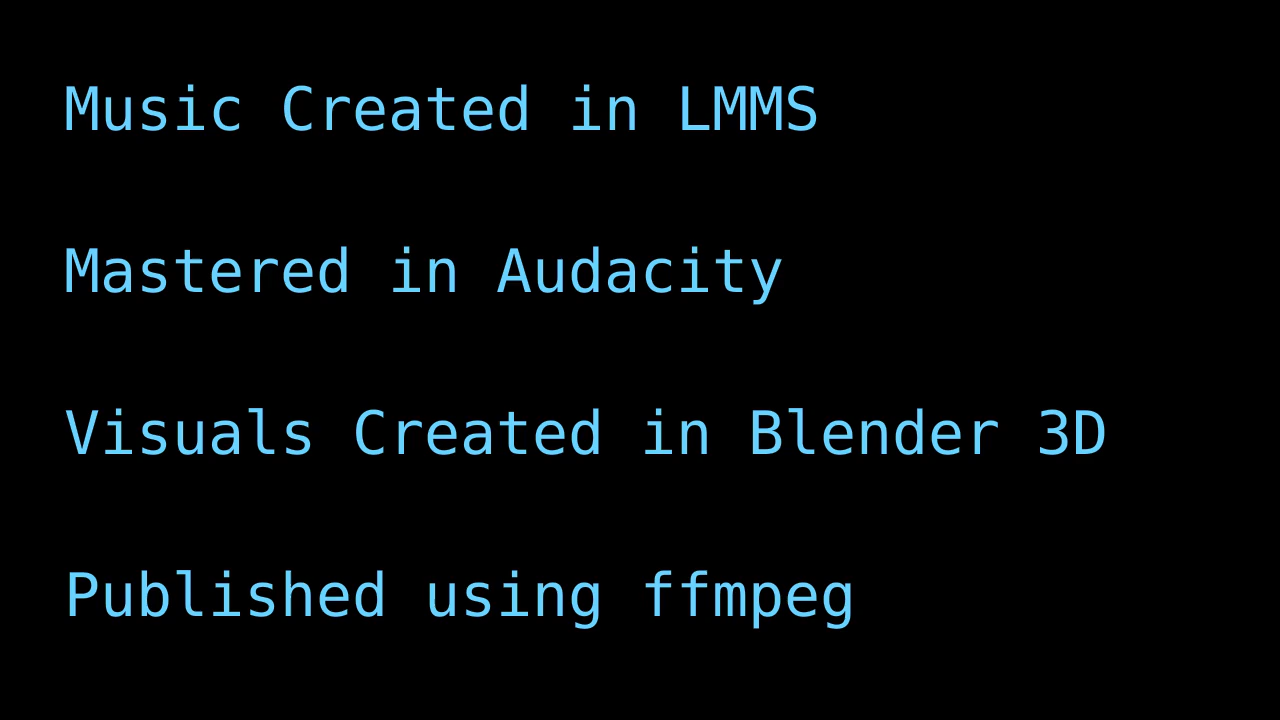 Music Created in LMMS
Mastered in Audacity
Visuals Created in Blender 3D
Published using ffmpeg